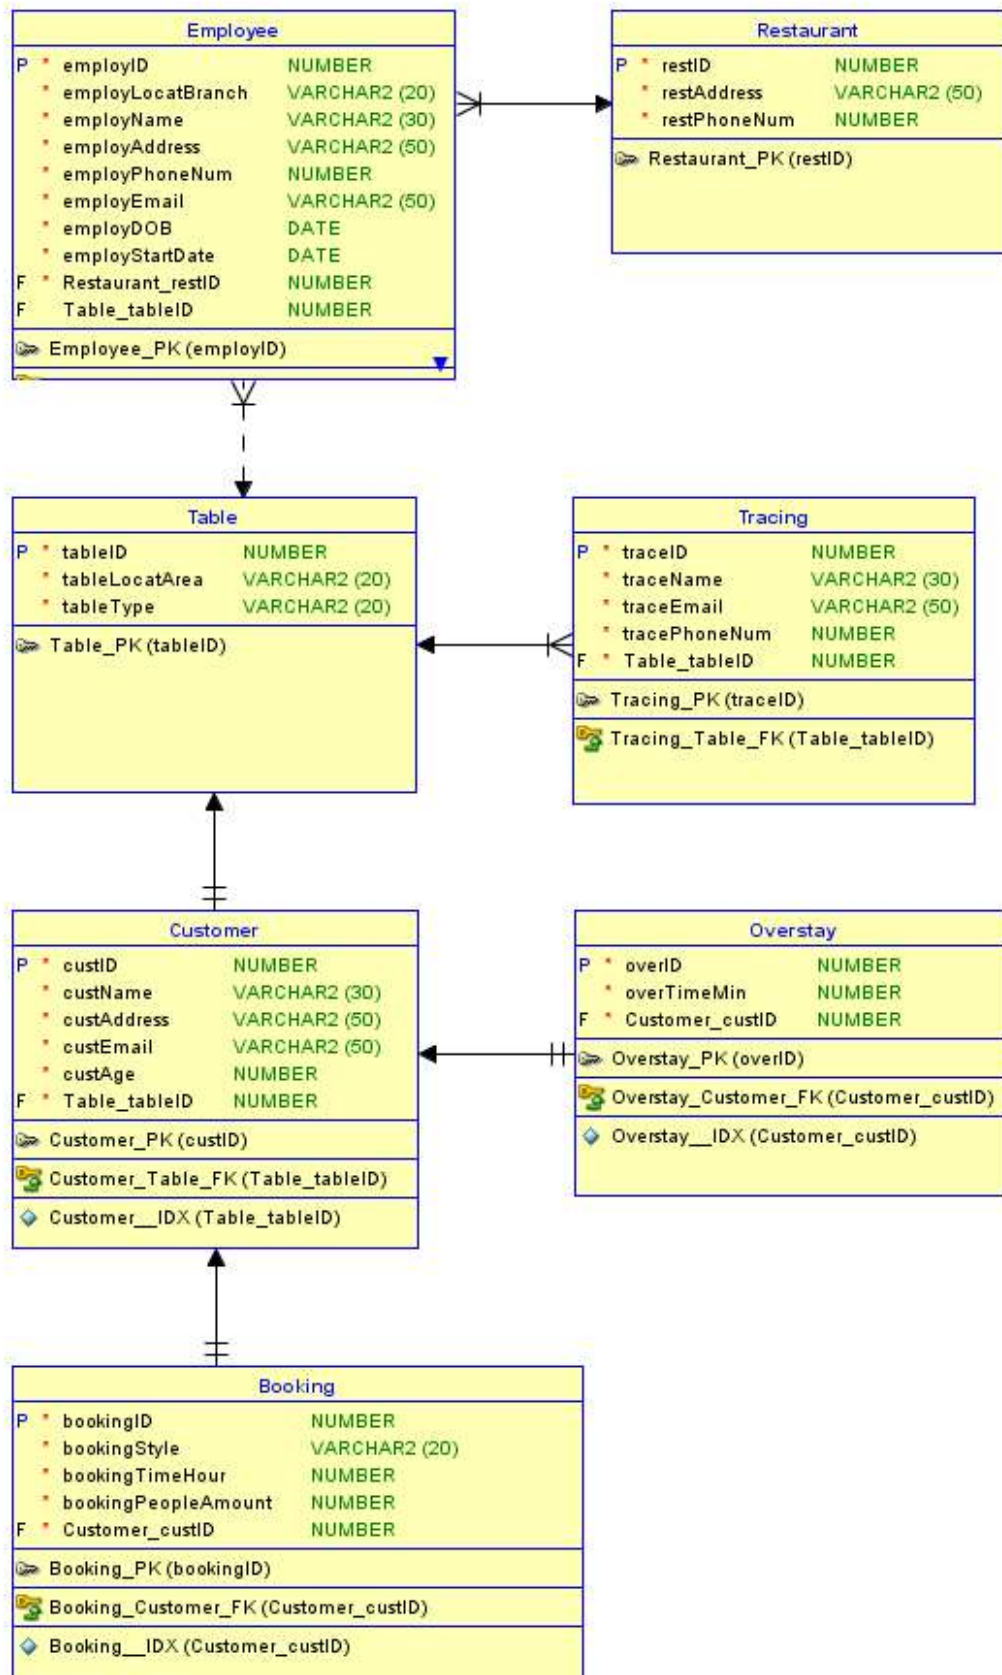 Employee
P * employID NUMBER
* employLocatBranch VARCHAR2 (20)
* employName VARCHAR2 (30)
* employAddress VARCHAR2 (50)
* employPhoneNum NUMBER
* employEmail VARCHAR2 (50)
* employDOB DATE
* employStartDate DATE
F * Restaurant_restID NUMBER
F Table_tableID NUMBER
Employee_PK (employID)
Restaurant
P * restID NUMBER
* restAddress VARCHAR2 (50)
* restPhoneNum NUMBER
Restaurant_PK (restID)
Table
P * tableID NUMBER
* tableLocatArea VARCHAR2 (20)
* tableType VARCHAR2 (20)
Table_PK (tableID)
Tracing
P * traceID NUMBER
* traceName VARCHAR2 (30)
* traceEmail VARCHAR2 (50)
* tracePhoneNum NUMBER
F * Table_tableID NUMBER
Tracing_PK (traceID)
Tracing_Table_FK (Table_tableID)
Customer
P * custID NUMBER
* custName VARCHAR2 (30)
* custAddress VARCHAR2 (50)
* custEmail VARCHAR2 (50)
* custAge NUMBER
F * Table_tableID NUMBER
Customer_PK (custID)
Customer_Table_FK (Table_tableID)
Customer__IDX (Table_tableID)
Overstay
P * overID NUMBER
* overTimeMin NUMBER
F * Customer_custID NUMBER
Overstay_PK (overID)
Overstay_Customer_FK (Customer_custID)
Overstay__IDX (Customer_custID)
Booking
P * bookingID NUMBER
* bookingStyle VARCHAR2 (20)
* bookingTimeHour NUMBER
* bookingPeopleAmount NUMBER
F * Customer_custID NUMBER
Booking_PK (bookingID)
Booking_Customer_FK (Customer_custID)
Booking__IDX (Customer_custID)